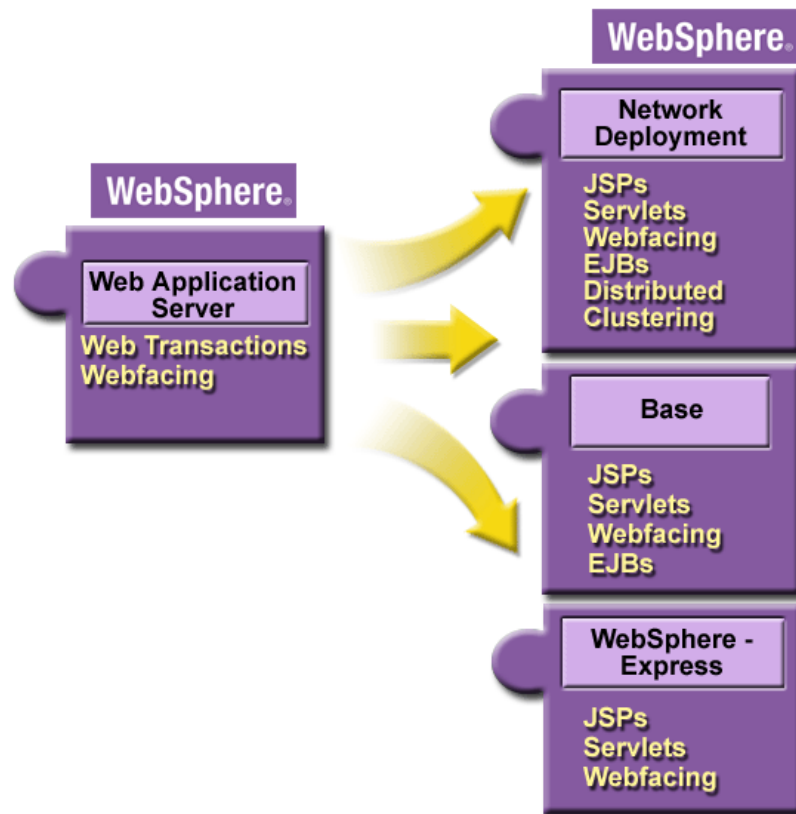 WebSphere®
Web Application
Server
Web Transactions
Webfacing
WebSphere®
Network
Deployment
JSPs
Servlets
Webfacing
EJBs
Distributed
Clustering
Base
JSPs
Servlets
Webfacing
EJBs
WebSphere -
Express
JSPs
Servlets
Webfacing